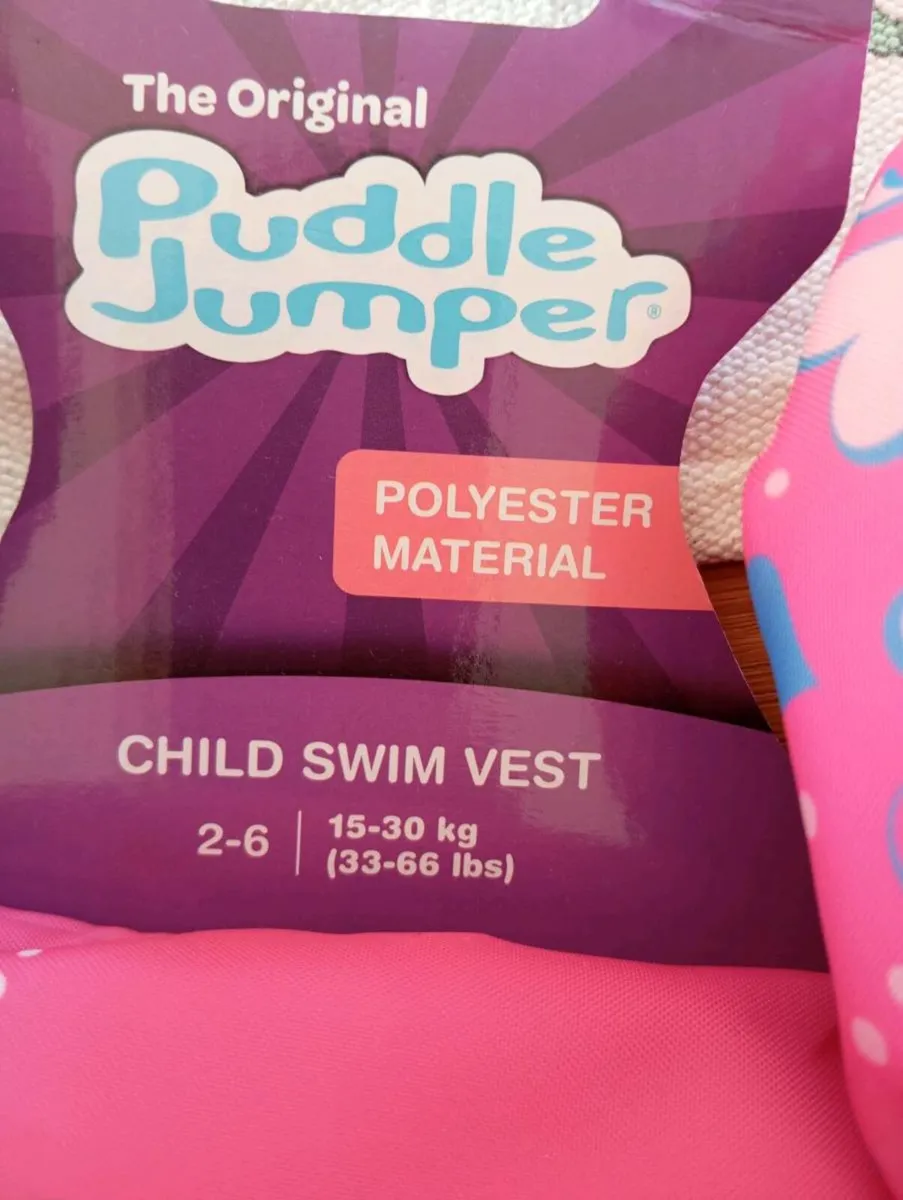 The Original
Puddle
Jumper®
POLYESTER
MATERIAL
CHILD SWIM VEST
2-6
15-30 kg
(33-66 lbs)